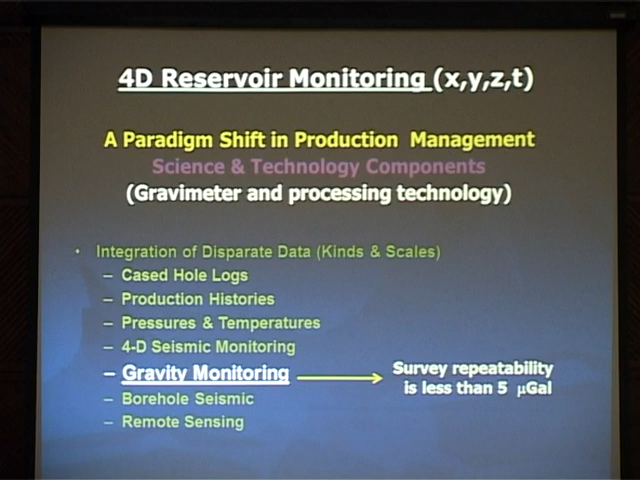 4D Reservoir Monitoring (x,y,z,t)
A Paradigm Shift in Production Management
Science & Technology Components
(Gravimeter and processing technology)
• Integration of Disparate Data (Kinds & Scales)
– Cased Hole Logs
– Production Histories
– Pressures & Temperatures
– 4-D Seismic Monitoring
– Gravity Monitoring
Survey repeatability
is less than 5 µGal
– Borehole Seismic
– Remote Sensing